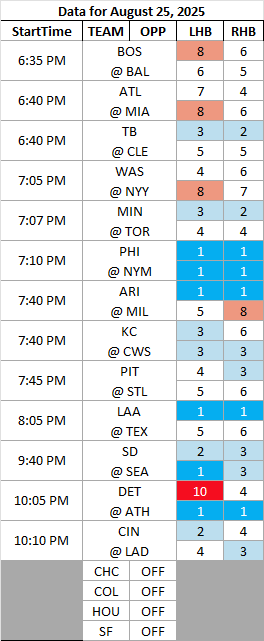 Data for August 25, 2025
StartTime TEAM OPP LHB RHB
6:35 PM BOS 8 6
@ BAL 6 5
6:40 PM ATL 7 4
@ MIA 8 6
6:40 PM TB 3 2
@ CLE 5 5
7:05 PM WAS 4 6
@ NYY 8 7
7:07 PM MIN 3 2
@ TOR 4 4
7:10 PM PHI 1 1
@ NYM 1 1
7:40 PM ARI 1 1
@ MIL 5 8
7:40 PM KC 3 6
@ CWS 3 3
7:45 PM PIT 4 3
@ STL 5 6
8:05 PM LAA 1 1
@ TEX 5 6
9:40 PM SD 2 3
@ SEA 1 3
10:05 PM DET 10 4
@ ATH 1 1
10:10 PM CIN 2 4
@ LAD 4 3
CHC OFF
COL OFF
HOU OFF
SF OFF